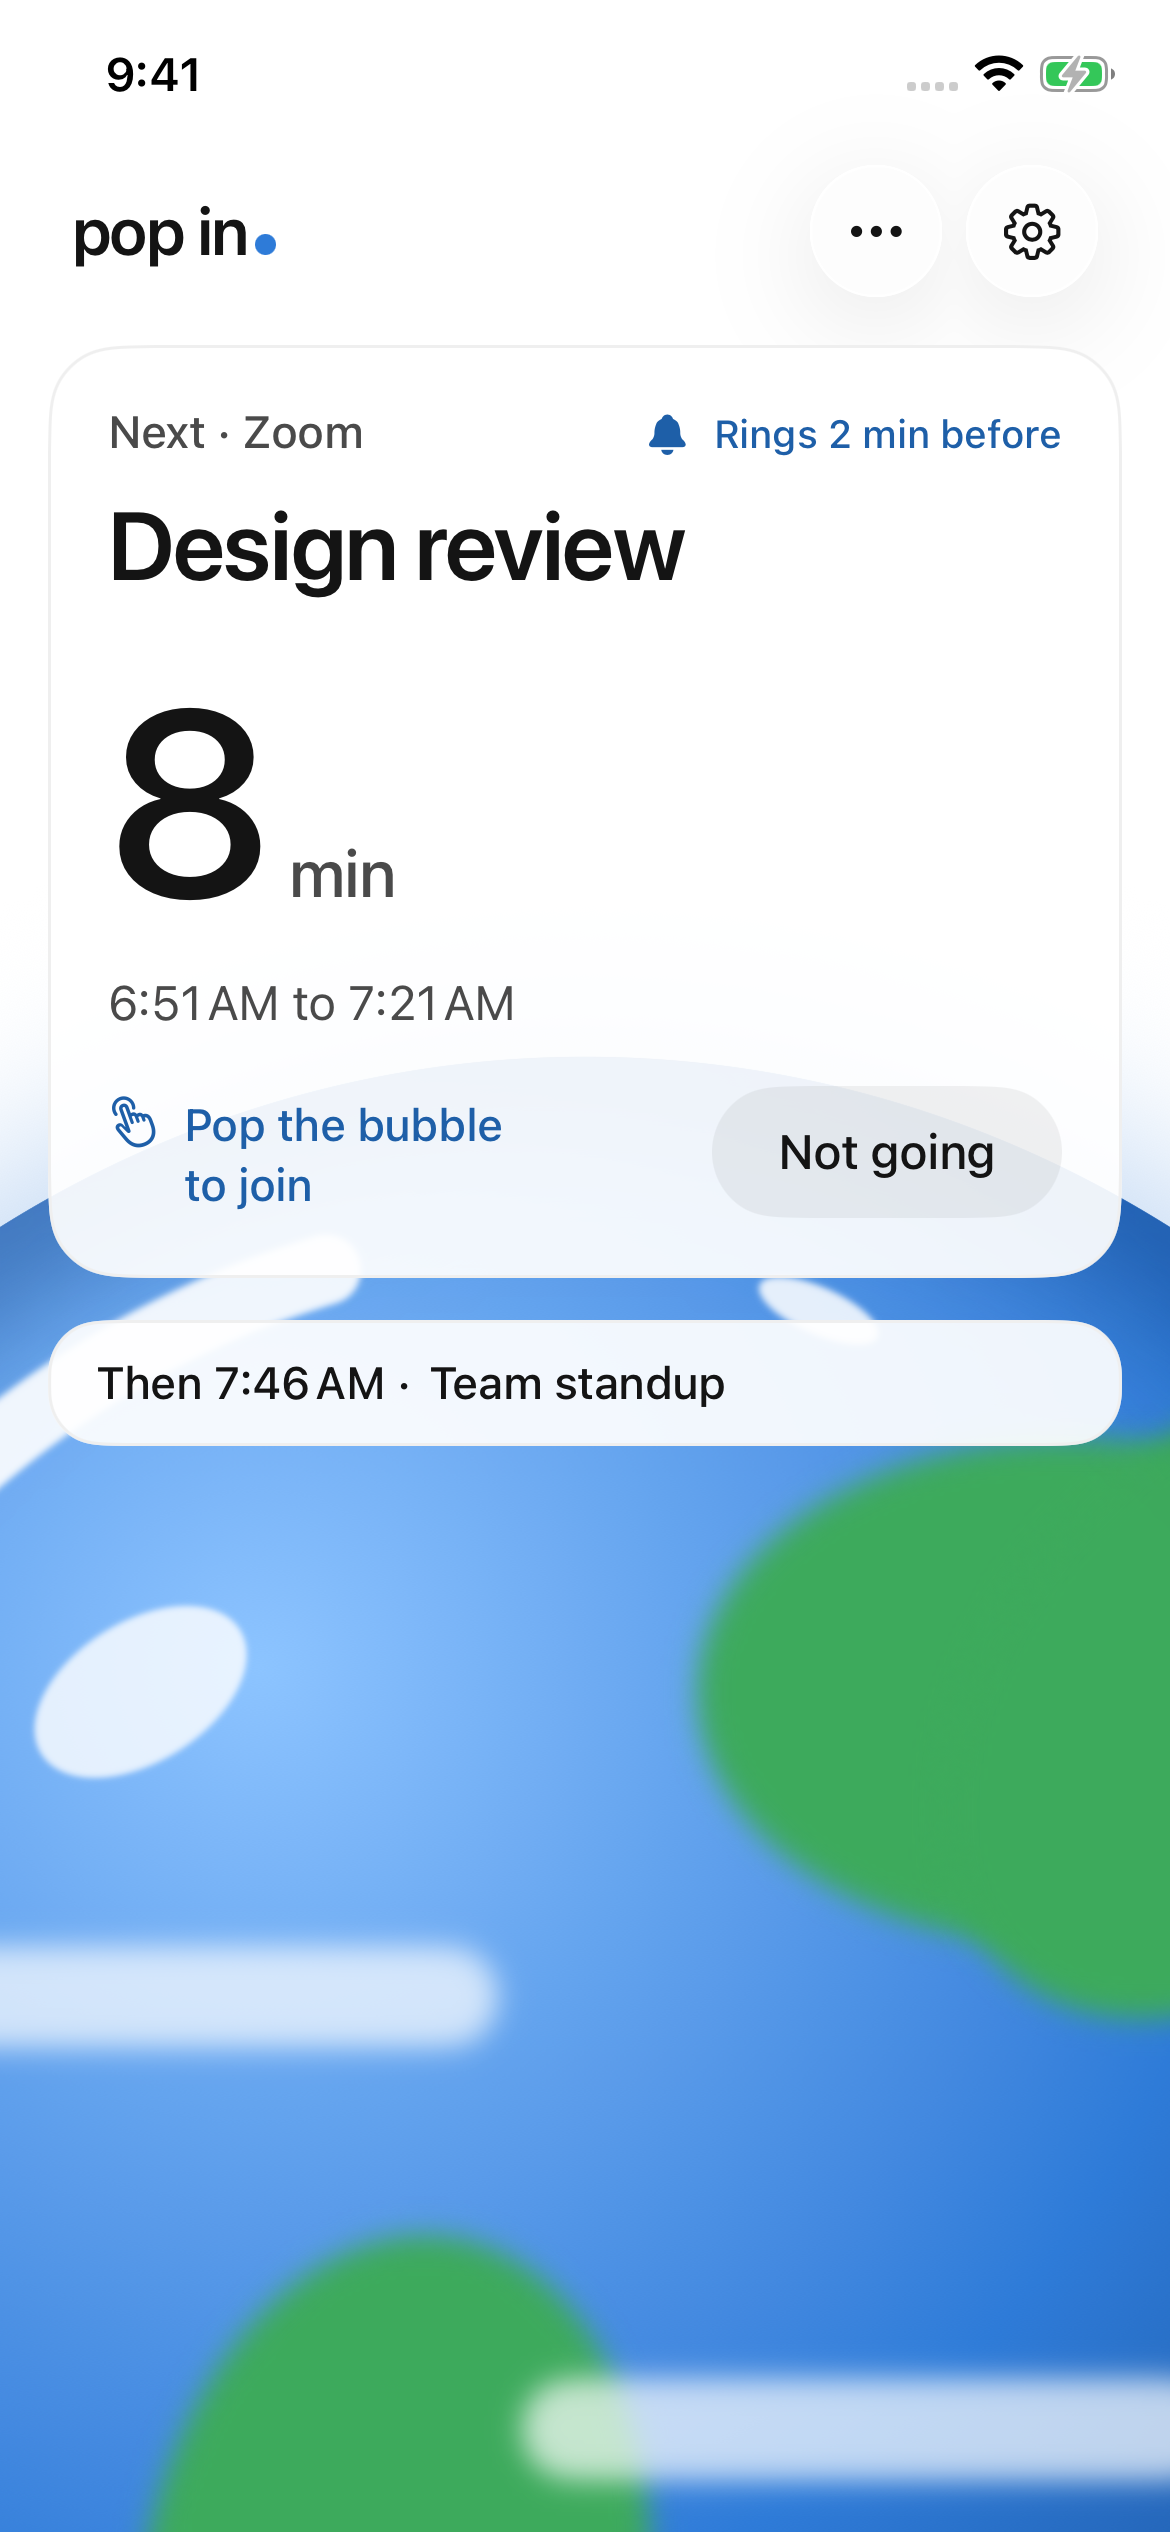 9:41
pop in.
Next · Zoom
Rings 2 min before
Design review
8 min
6:51 AM to 7:21 AM
Pop the bubble
to join
Not going
Then 7:46 AM · Team standup